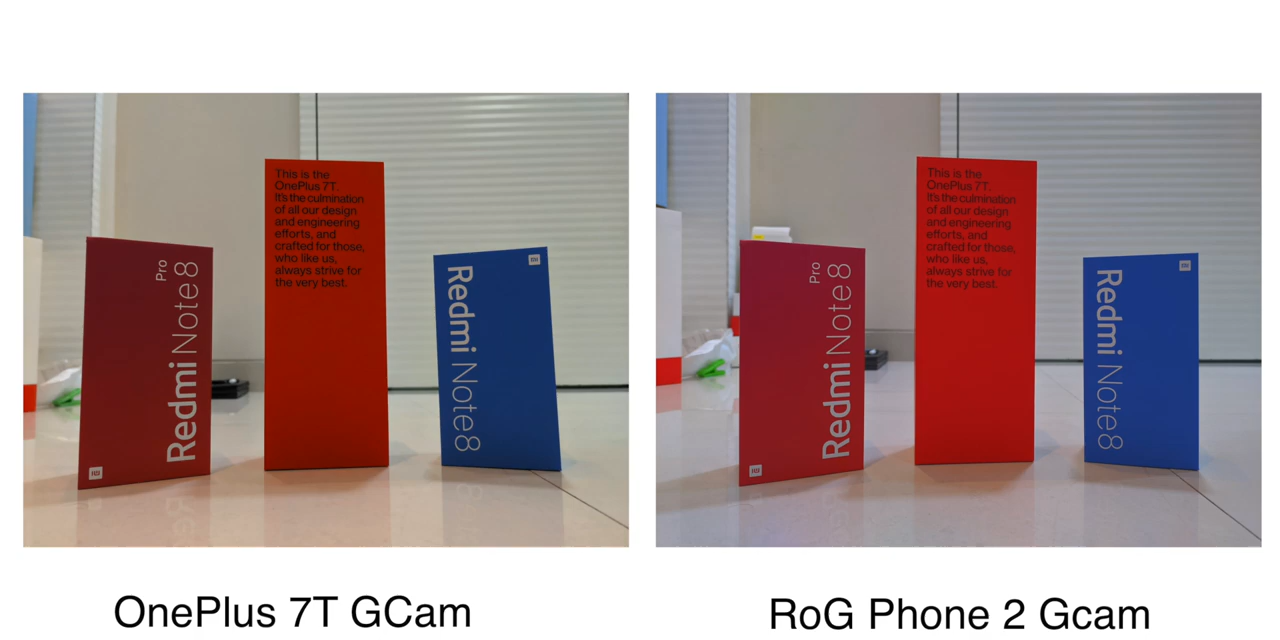 This is the
OnePlus 7T.
It's the culmination
of all our design
and engineering
efforts, and
crafted for those,
who like us,
always strive for
the very best.
Redmi Note 8 Pro
Redmi Note 8
This is the
OnePlus 7T.
It's the culmination
of all our design
and engineering
efforts, and
crafted for those,
who like us,
always strive for
the very best.
Redmi Note 8 Pro
Redmi Note 8
OnePlus 7T GCam
RoG Phone 2 Gcam